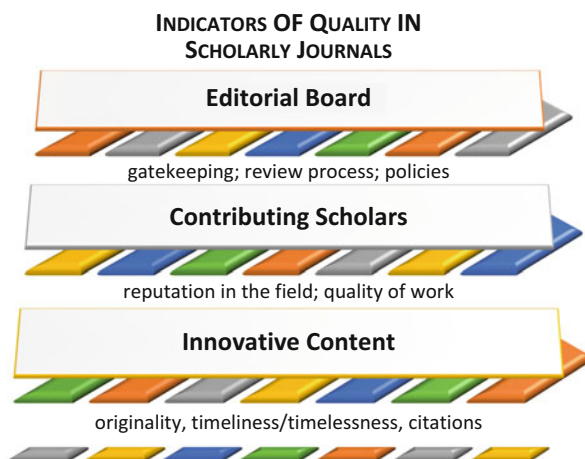 INDICATORS OF QUALITY IN
SCHOLARLY JOURNALS
Editorial Board
gatekeeping; review process; policies
Contributing Scholars
reputation in the field; quality of work
Innovative Content
originality, timeliness/timelessness, citations